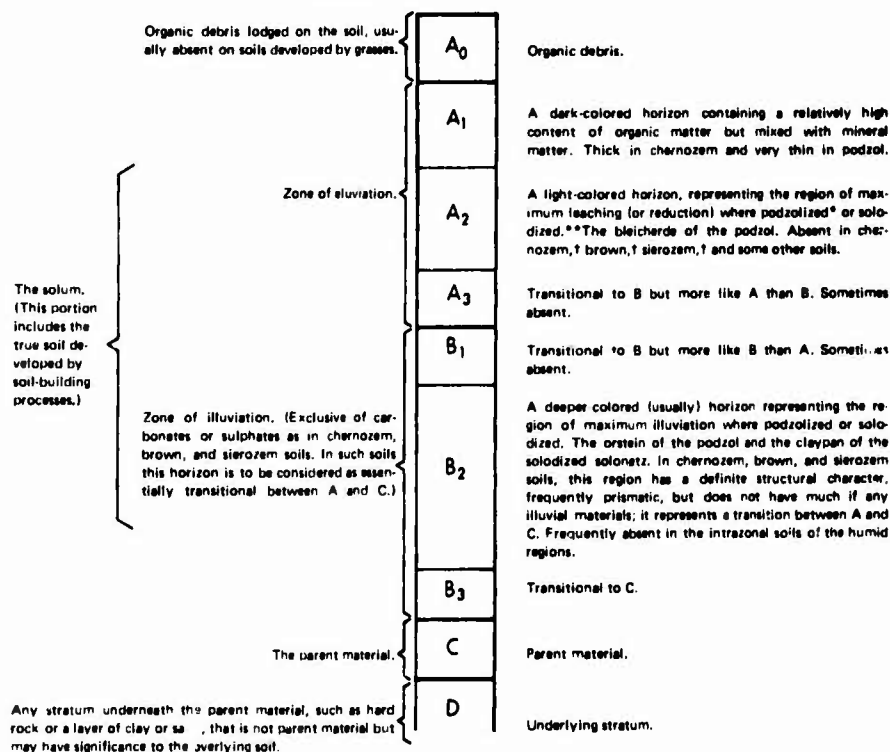 Organic debris lodged on the soil, usu-
ally absent on soils developed by grasses.
A0
Organic debris.
A1
A dark-colored horizon containing a relatively high
content of organic matter but mixed with mineral
matter. Thick in chernozem and very thin in podzol.
Zone of eluviation.
A2
A light-colored horizon, representing the region of max-
imum leaching (or reduction) where podzolized* or solo-
dized.**The bleicherde of the podzol. Absent in cher-
nozem,† brown,† sierozem,† and some other soils.
The solum.
(This portion
includes the
true soil de-
veloped by
soil-building
processes.)
A3
Transitional to B but more like A than B. Sometimes
absent.
B1
Transitional to B but more like B than A. Sometimes
absent.
Zone of illuviation. (Exclusive of car-
bonates or sulphates as in chernozem,
brown, and sierozem soils. In such soils
this horizon is to be considered as essen-
tially transitional between A and C.)
B2
A deeper colored (usually) horizon representing the re-
gion of maximum illuviation where podzolized or solo-
dized. The orstein of the podzol and the claypan of the
solodized solonetz. In chernozem, brown, and sierozem
soils, this region has a definite structural character,
frequently prismatic, but does not have much if any
illuvial materials; it represents a transition between A and
C. Frequently absent in the intrazonal soils of the humid
regions.
B3
Transitional to C.
The parent material.
C
Parent material.
Any stratum underneath the parent material, such as hard
rock or a layer of clay or sa , that is not parent material but
may have significance to the overlying soil.
D
Underlying stratum.